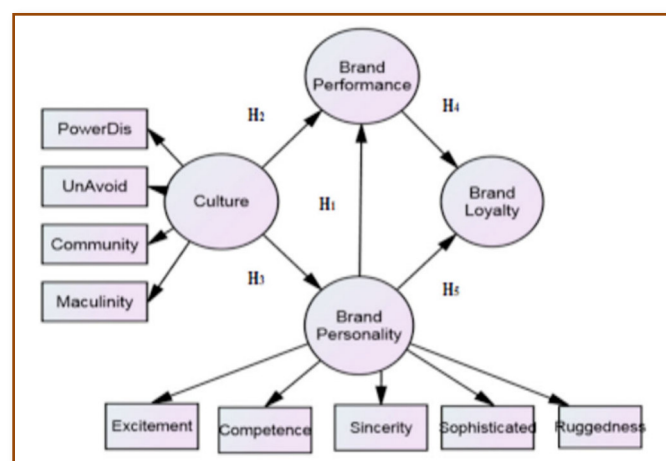 Brand
Performance
H2
H4
PowerDis
UnAvoid
Culture
H1
Brand
Loyalty
Community
Maculinity
H3
H5
Brand
Personality
Excitement
Competence
Sincerity
Sophisticated
Ruggedness